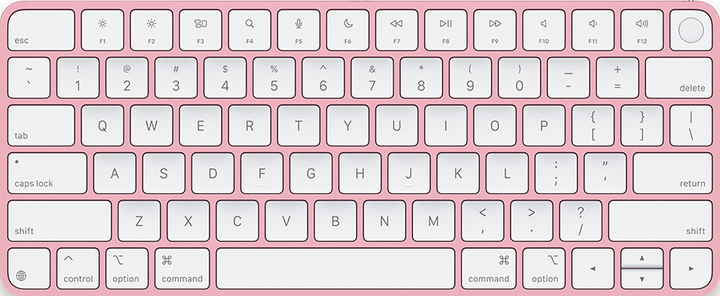 esc F1 F2 F3 F4 F5 F6 F7 F8 F9 F10 F11 F12
~ ! @ # $ % ^ & * ( ) — +
` 1 2 3 4 5 6 7 8 9 0 - = delete
tab Q W E R T Y U I O P { [ } ] | \
caps lock A S D F G H J K L : ; " ' return
shift Z X C V B N M < , > . ? / shift
^ control ⌥ option ⌘ command ⌘ command ⌥ option ◄ ▲ ▼ ►